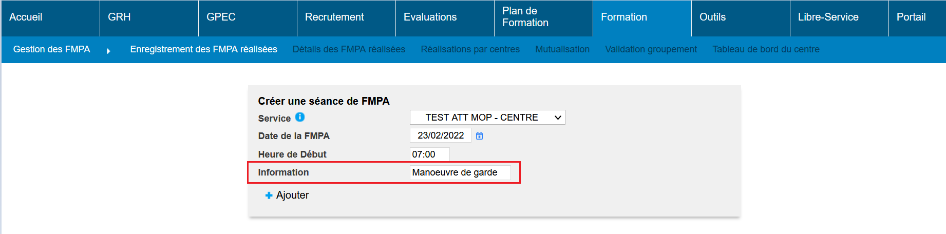 Accueil GRH GPEC Recrutement Evaluations Plan de Formation Formation Outils Libre-Service Portail
Gestion des FMPA Enregistrement des FMPA réalisées Détails des FMPA réalisées Réalisations par centres Mutualisation Validation groupement Tableau de bord du centre
Créer une séance de FMPA
Service TEST ATT MOP - CENTRE
Date de la FMPA 23/02/2022
Heure de Début 07:00
Information Manoeuvre de garde
+ Ajouter